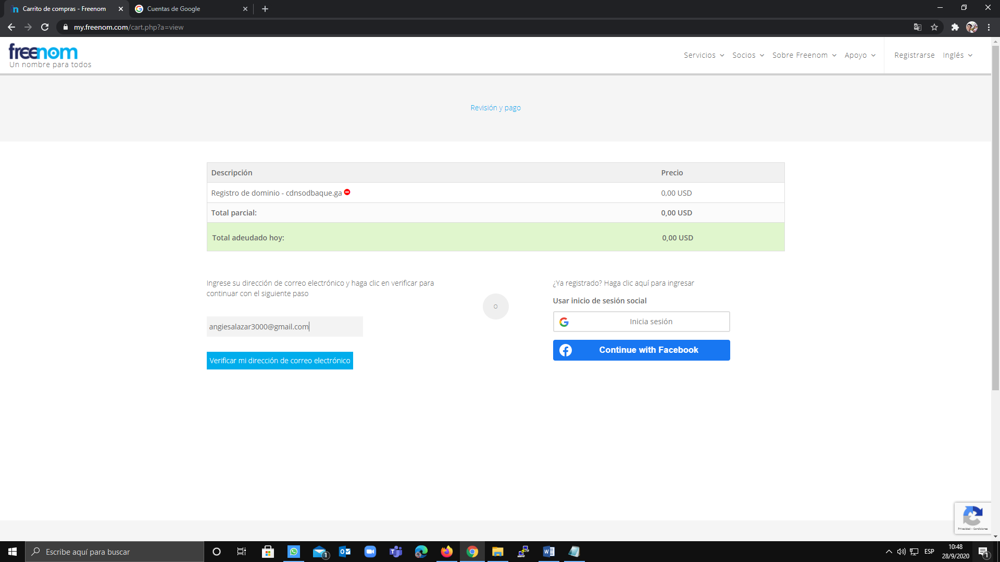 Carrito de compras - Freenom
Cuentas de Google
my.freenom.com/cart.php?a=view
freenom
Un nombre para todos
Servicios
Socios
Sobre Freenom
Apoyo
Registrarse
Inglés
Revisión y pago
Descripción Precio
Registro de dominio - cdnsodbaque.ga 0,00 USD
Total parcial: 0,00 USD
Total adeudado hoy: 0,00 USD
Ingrese su dirección de correo electrónico y haga clic en verificar para
continuar con el siguiente paso
angiesalazar3000@gmail.com
Verificar mi dirección de correo electrónico
O
¿Ya registrado? Haga clic aquí para ingresar
Usar inicio de sesión social
Inicia sesión
Continue with Facebook
Privacidad - Condiciones
Escribe aquí para buscar
1
ESP
10:48
28/9/2020
1